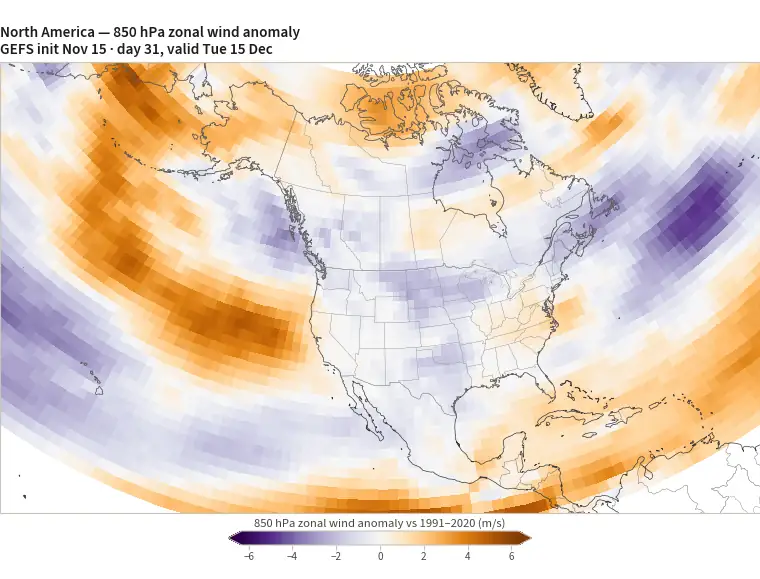 North America — 850 hPa zonal wind anomaly
GEFS init Nov 15 · day 31, valid Tue 15 Dec
850 hPa zonal wind anomaly vs 1991–2020 (m/s)
−6 −4 −2 0 2 4 6